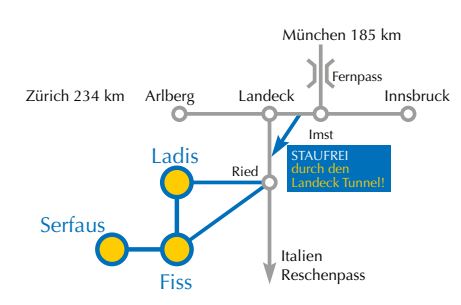 München 185 km
Fernpass
Zürich 234 km
Arlberg
Landeck
Innsbruck
Imst
STAUFREI
durch den
Landeck Tunnel!
Ladis
Ried
Serfaus
Fiss
Italien
Reschenpass